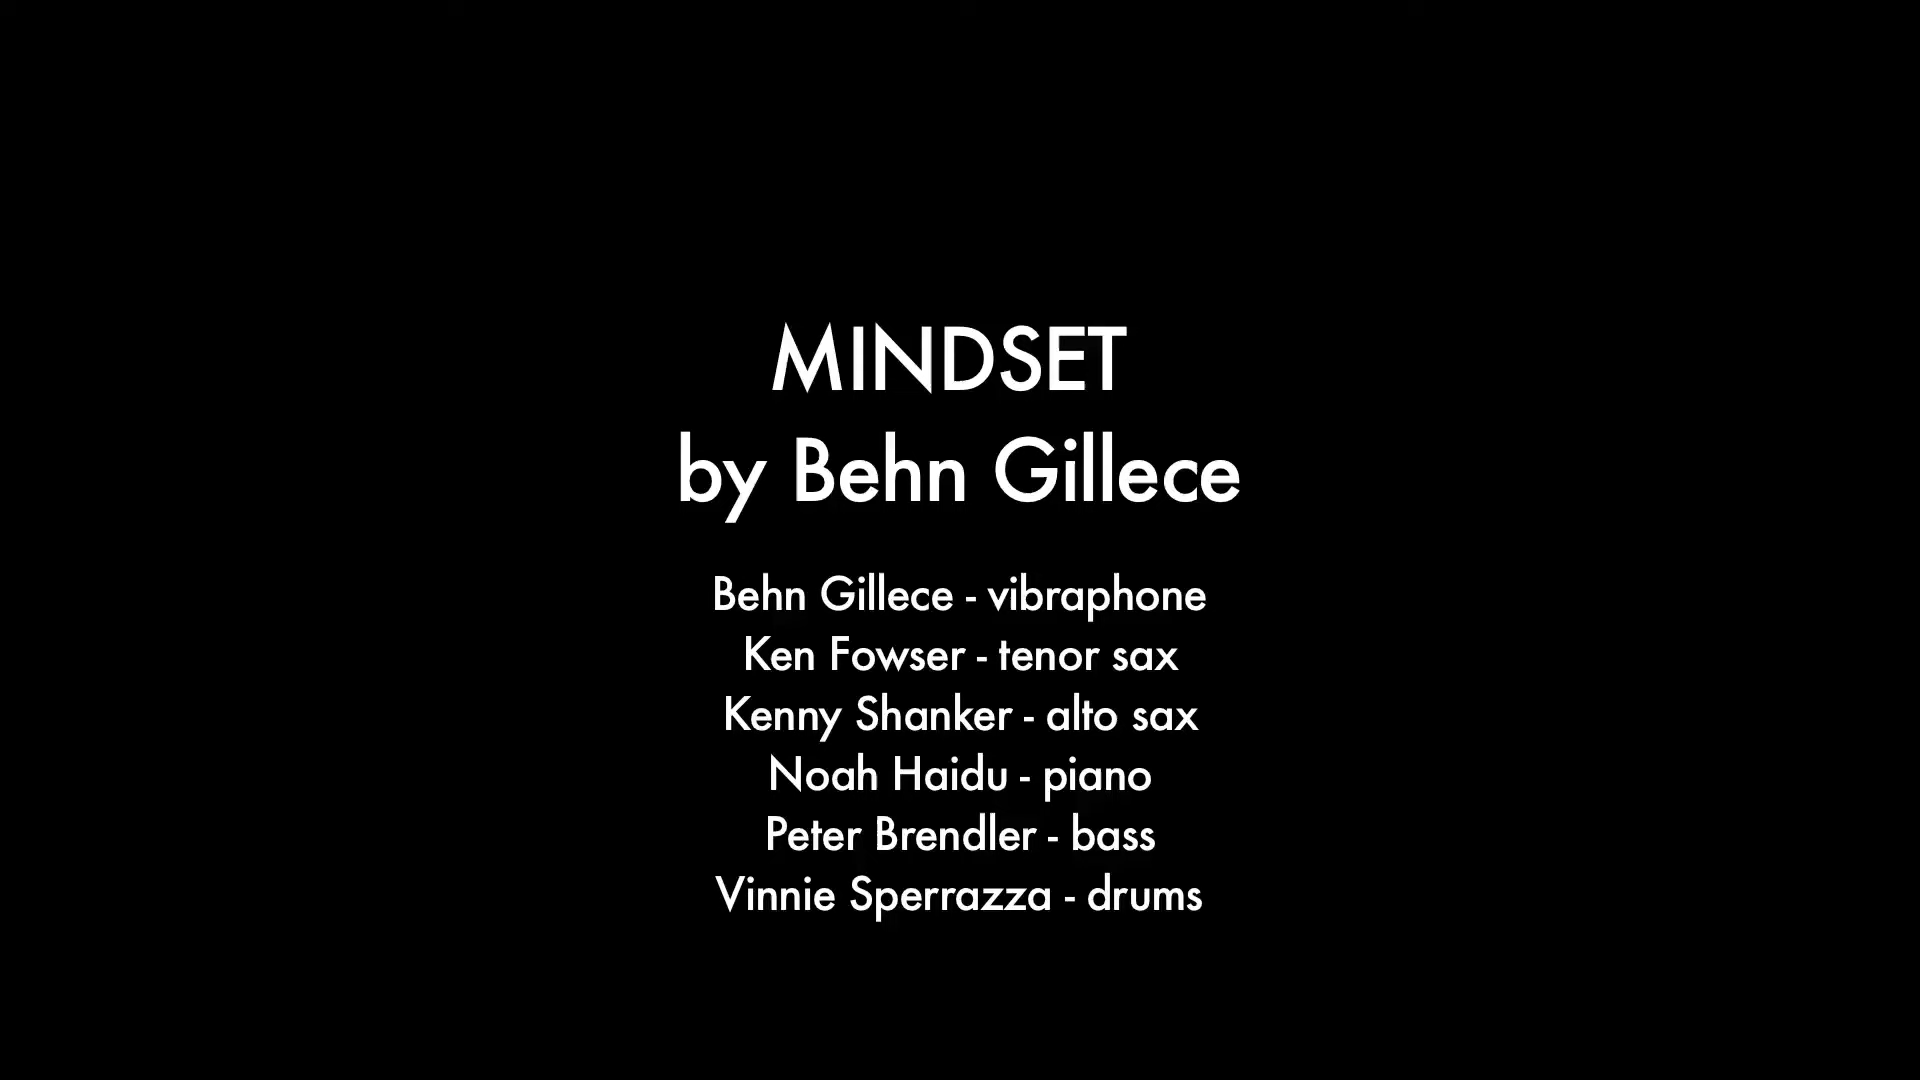 MINDSET
by Behn Gillece
Behn Gillece - vibraphone
Ken Fowser - tenor sax
Kenny Shanker - alto sax
Noah Haidu - piano
Peter Brendler - bass
Vinnie Sperrazza - drums